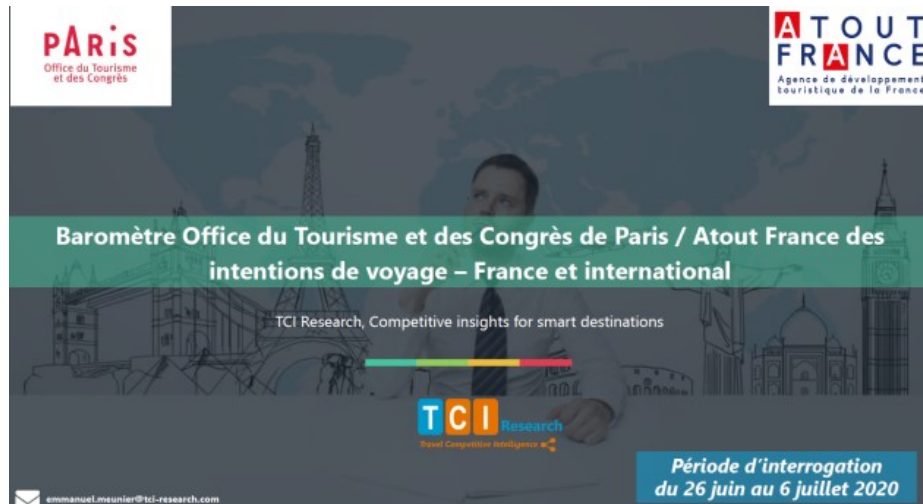 PARIS
Office du Tourisme
et des Congrès
ATOUT
FRANCE
Agence de développement
touristique de la France
Baromètre Office du Tourisme et des Congrès de Paris / Atout France des
intentions de voyage – France et international
TCI Research, Competitive insights for smart destinations
TCI Research
Travel Competitive Intelligence
Période d'interrogation
du 26 juin au 6 juillet 2020
emmanuel.meunier@tci-research.com